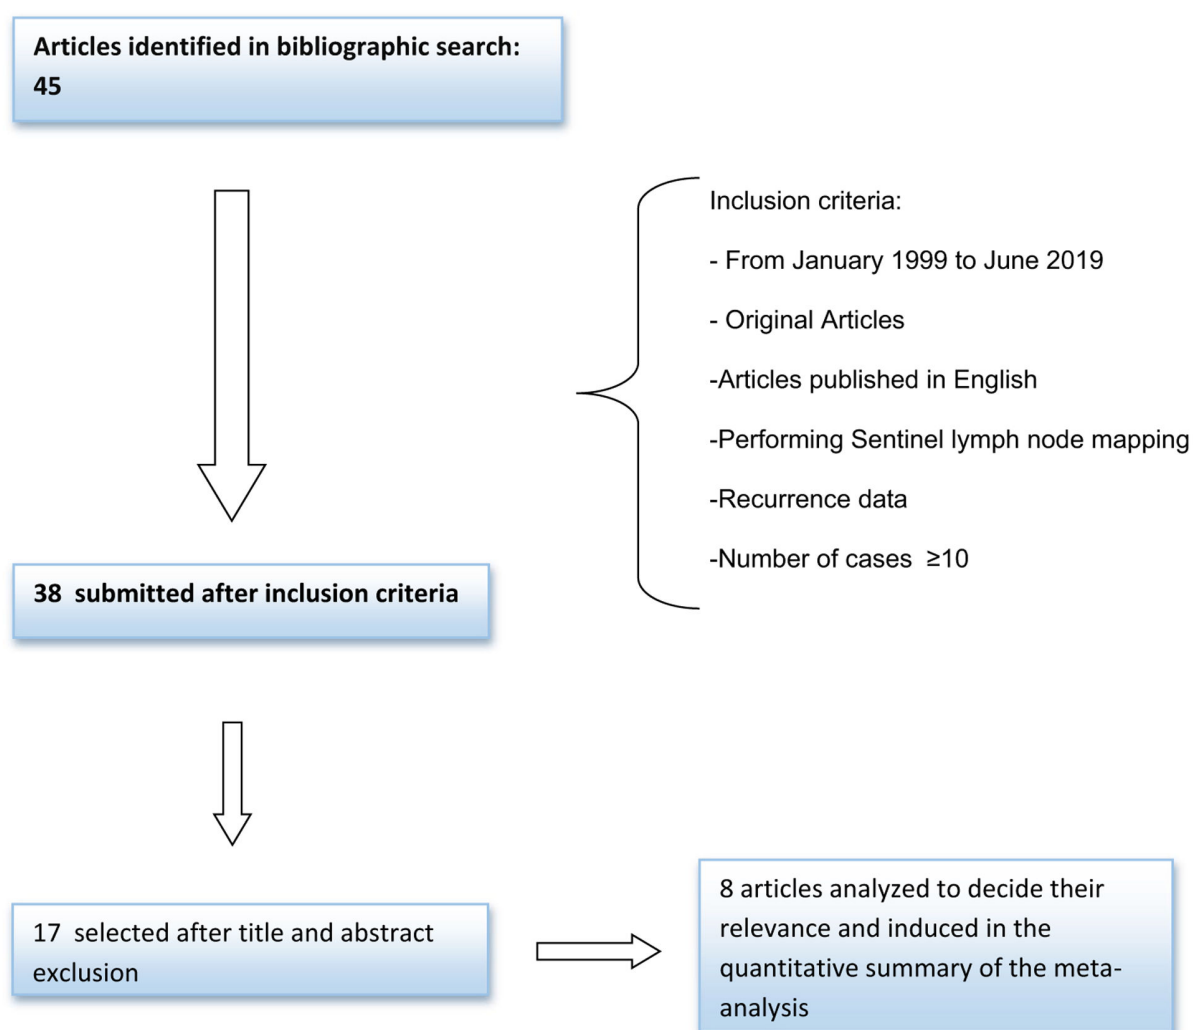 Articles identified in bibliographic search:
45
Inclusion criteria:
- From January 1999 to June 2019
- Original Articles
-Articles published in English
-Performing Sentinel lymph node mapping
-Recurrence data
-Number of cases ≥10
38 submitted after inclusion criteria
17 selected after title and abstract
exclusion
8 articles analyzed to decide their
relevance and induced in the
quantitative summary of the meta-
analysis